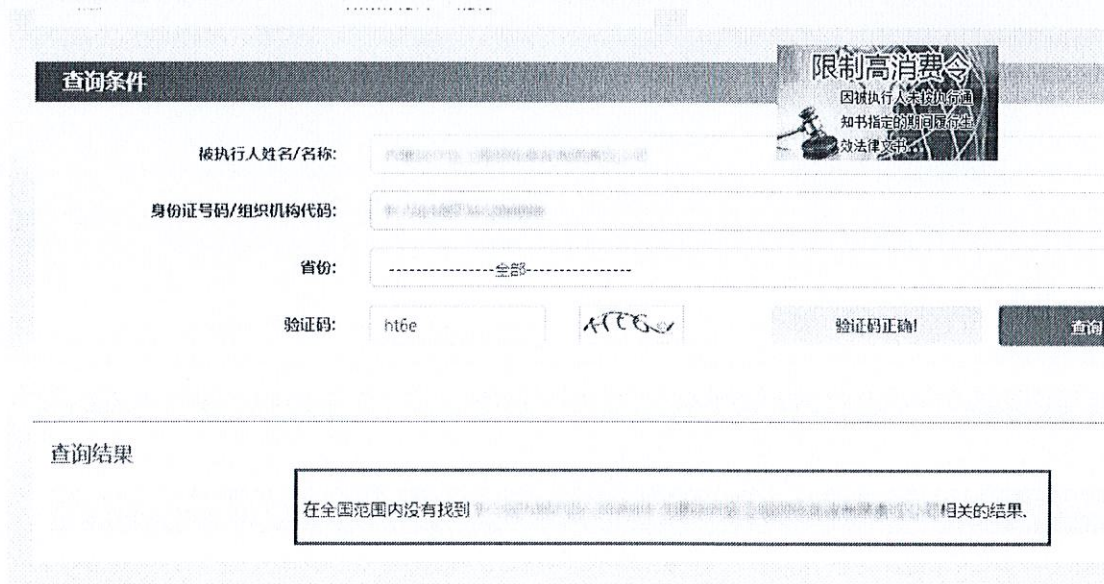 查询条件
限制高消费令
因被执行人未按执行通
知书指定的期间履行生
效法律文书
被执行人姓名/名称:
身份证号码/组织机构代码:
省份: ---------------全部---------------
验证码: ht6e 验证码正确! 查询
查询结果
在全国范围内没有找到 相关的结果.